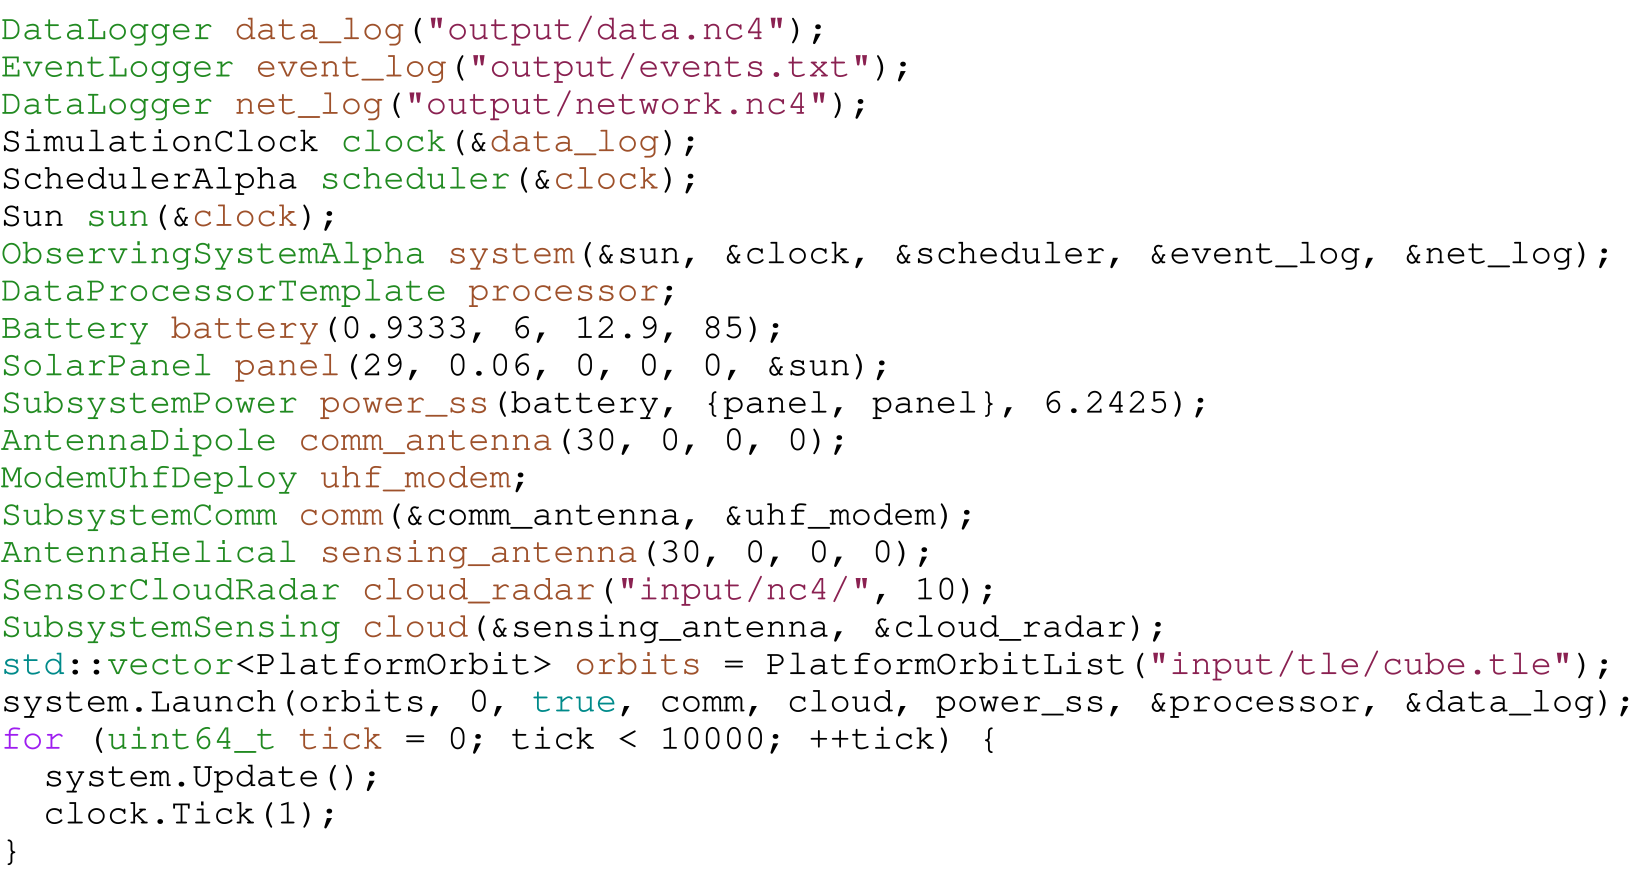 DataLogger data_log("output/data.nc4");
EventLogger event_log("output/events.txt");
DataLogger net_log("output/network.nc4");
SimulationClock clock(&data_log);
SchedulerAlpha scheduler(&clock);
Sun sun(&clock);
ObservingSystemAlpha system(&sun, &clock, &scheduler, &event_log, &net_log);
DataProcessorTemplate processor;
Battery battery(0.9333, 6, 12.9, 85);
SolarPanel panel(29, 0.06, 0, 0, 0, &sun);
SubsystemPower power_ss(battery, {panel, panel}, 6.2425);
AntennaDipole comm_antenna(30, 0, 0, 0);
ModemUhfDeploy uhf_modem;
SubsystemComm comm(&comm_antenna, &uhf_modem);
AntennaHelical sensing_antenna(30, 0, 0, 0);
SensorCloudRadar cloud_radar("input/nc4/", 10);
SubsystemSensing cloud(&sensing_antenna, &cloud_radar);
std::vector<PlatformOrbit> orbits = PlatformOrbitList("input/tle/cube.tle");
system.Launch(orbits, 0, true, comm, cloud, power_ss, &processor, &data_log);
for (uint64_t tick = 0; tick < 10000; ++tick) {
  system.Update();
  clock.Tick(1);
}